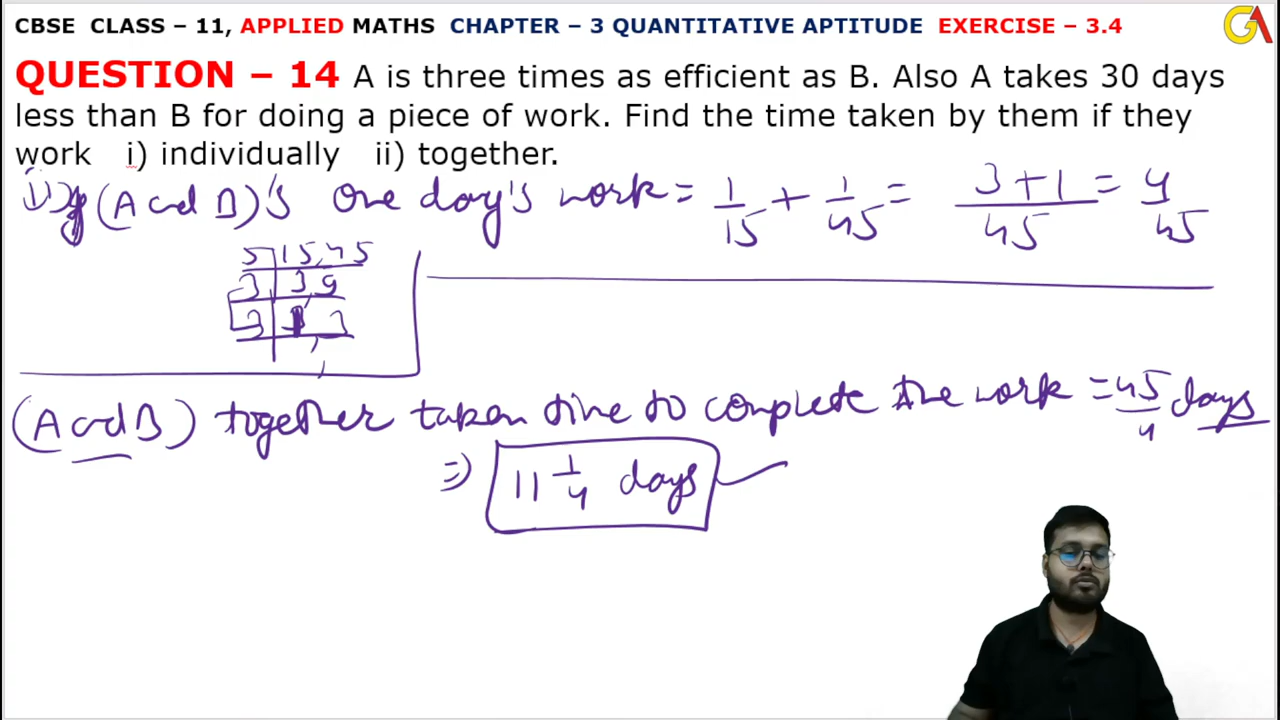 CBSE CLASS – 11, APPLIED MATHS CHAPTER – 3 QUANTITATIVE APTITUDE EXERCISE – 3.4
GA
QUESTION – 14 A is three times as efficient as B. Also A takes 30 days
less than B for doing a piece of work. Find the time taken by them if they
work i) individually ii) together.
(A and B)'s one day's work = 1/15 + 1/45 = 3+1/45 = 4/45
5 | 15, 45
3 | 3, 9
3 | 1, 3
(A and B) together taken time to complete the work = 45/4 days
⇒ 11 1/4 days